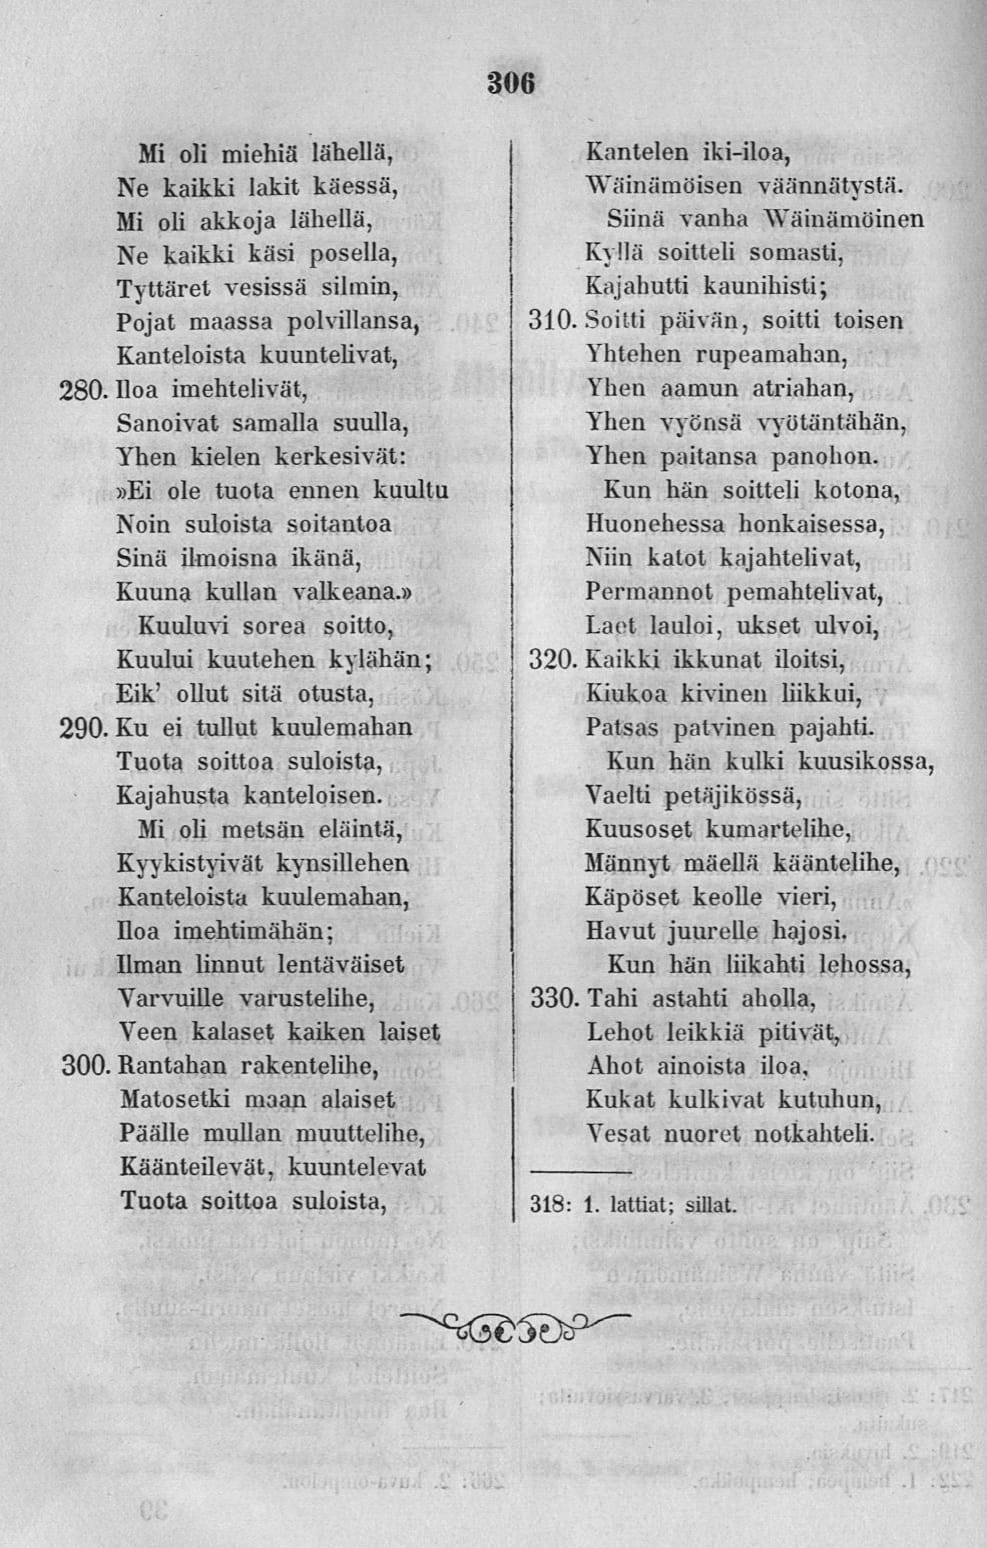 306
Mi oli miehiä lähellä,
Ne kaikki lakit käessä,
Mi oli akkoja lähellä,
Ne kaikki käsi posella,
Tyttäret vesissä silmin,
Pojat maassa polvillansa,
Kanteloista kuuntelivat,
280. Iloa imehtelivät,
Sanoivat samalla suulla,
Yhen kielen kerkesivät:
»Ei ole tuota ennen kuultu
Noin suloista soitantoa
Sinä ilmoisna ikänä,
Kuuna kullan valkeana.»
Kuuluvi sorea soitto,
Kuului kuutehen kylähän;
Eik' ollut sitä otusta,
290. Ku ei tullut kuulemahan
Tuota soittoa suloista,
Kajahusta kanteloisen.
Mi oli metsän eläintä,
Kyykistyivät kynsillehen
Kanteloista kuulemahan,
Iloa imehtimähän;
Ilman linnut lentäväiset
Varvuille varustelihe,
Veen kalaset kaiken laiset
300. Rantahan rakentelihe,
Matosetki maan alaiset
Päälle mullan muuttelihe,
Käänteilevät, kuuntelevat
Tuota soittoa suloista,
Kantelen iki-iloa,
Wäinämöisen väännätystä.
Siinä vanha Wäinämöinen
Kyllä soitteli somasti,
Kajahutti kaunihisti;
310. Soitti päivän, soitti toisen
Yhtehen rupeamahan,
Yhen aamun atriahan,
Yhen vyönsä vyötäntähän,
Yhen paitansa panohon.
Kun hän soitteli kotona,
Huonehessa honkaisessa,
Niin katot kajahtelivat,
Permannot pemahtelivat,
Laet lauloi, ukset ulvoi,
320. Kaikki ikkunat iloitsi,
Kiukoa kivinen liikkui,
Patsas patvinen pajahti.
Kun hän kulki kuusikossa,
Vaelti petäjikössä,
Kuusoset kumartelihe,
Männyt mäellä kääntelihe,
Käpöset keolle vieri,
Havut juurelle hajosi.
Kun hän liikahti lehossa,
330. Tahi astahti aholla,
Lehot leikkiä pitivät,
Ahot ainoista iloa,
Kukat kulkivat kutuhun,
Vesat nuoret notkahteli.
318: 1. lattiat; sillat.